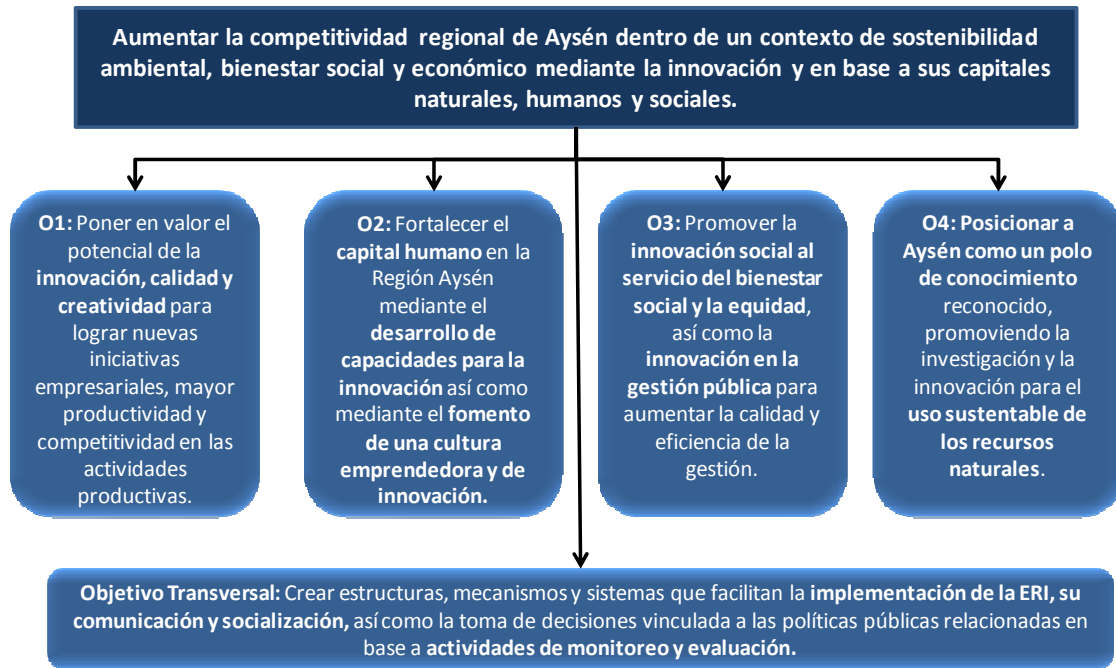 Aumentar la competitividad regional de Aysén dentro de un contexto de sostenibilidad
ambiental, bienestar social y económico mediante la innovación y en base a sus capitales
naturales, humanos y sociales.
O1: Poner en valor el
potencial de la
innovación, calidad y
creatividad para
lograr nuevas
iniciativas
empresariales, mayor
productividad y
competitividad en las
actividades
productivas.
O2: Fortalecer el
capital humano en la
Región Aysén
mediante el
desarrollo de
capacidades para la
innovación así como
mediante el fomento
de una cultura
emprendedora y de
innovación.
O3: Promover la
innovación social al
servicio del bienestar
social y la equidad,
así como la
innovación en la
gestión pública para
aumentar la calidad y
eficiencia de la
gestión.
O4: Posicionar a
Aysén como un polo
de conocimiento
reconocido,
promoviendo la
investigación y la
innovación para el
uso sustentable de
los recursos
naturales.
Objetivo Transversal: Crear estructuras, mecanismos y sistemas que facilitan la implementación de la ERI, su
comunicación y socialización, así como la toma de decisiones vinculada a las políticas públicas relacionadas en
base a actividades de monitoreo y evaluación.